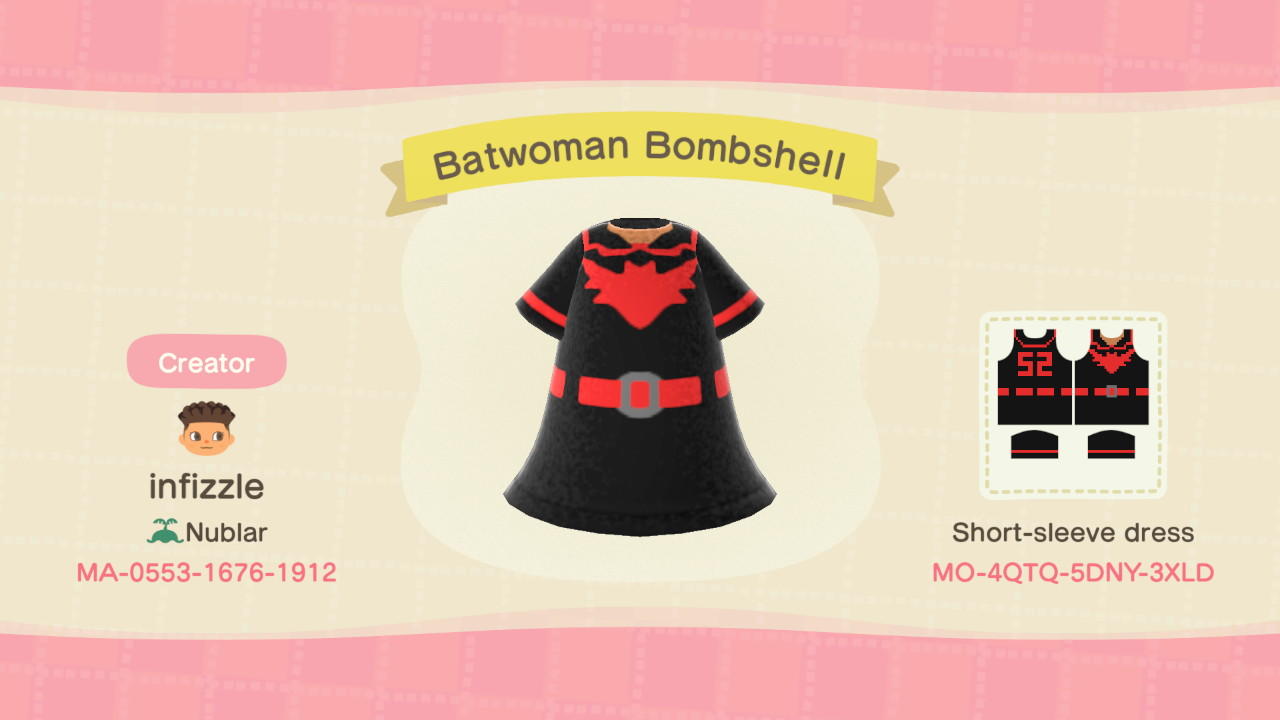 Batwoman Bombshell
Creator
infizzle
Nublar
MA-0553-1676-1912
52
Short-sleeve dress
MO-4QTQ-5DNY-3XLD